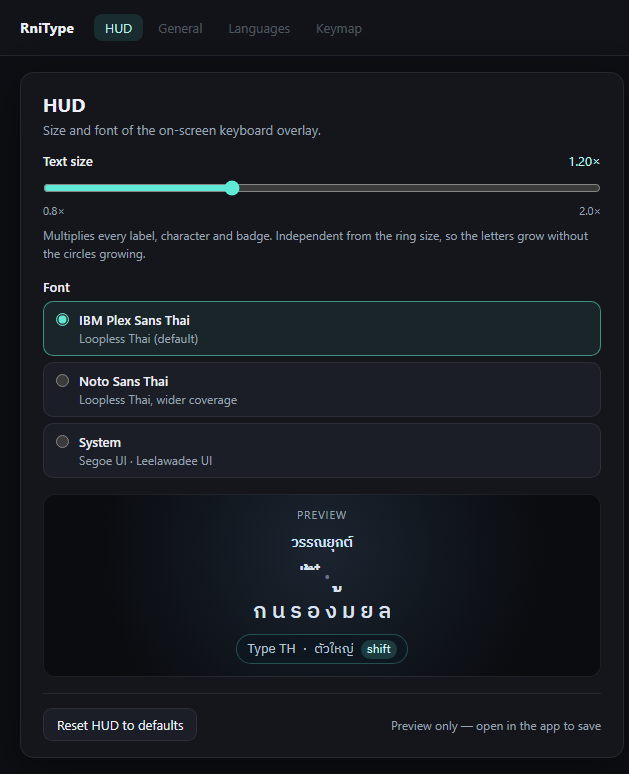 RniType HUD General Languages Keymap
HUD
Size and font of the on-screen keyboard overlay.
Text size 1.20×
0.8× 2.0×
Multiplies every label, character and badge. Independent from the ring size, so the letters grow without
the circles growing.
Font
IBM Plex Sans Thai
Loopless Thai (default)
Noto Sans Thai
Loopless Thai, wider coverage
System
Segoe UI · Leelawadee UI
PREVIEW
วรรณยุกต์
ก น ร อ ง ม ย ล
Type TH · ตัวใหญ่ shift
Reset HUD to defaults Preview only — open in the app to save